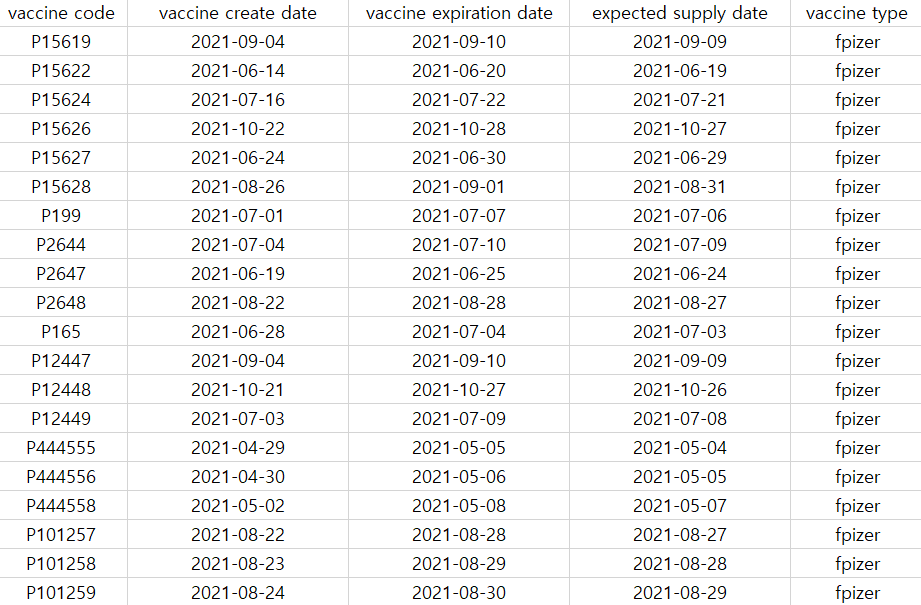 vaccine code vaccine create date vaccine expiration date expected supply date vaccine type
P15619 2021-09-04 2021-09-10 2021-09-09 fpizer
P15622 2021-06-14 2021-06-20 2021-06-19 fpizer
P15624 2021-07-16 2021-07-22 2021-07-21 fpizer
P15626 2021-10-22 2021-10-28 2021-10-27 fpizer
P15627 2021-06-24 2021-06-30 2021-06-29 fpizer
P15628 2021-08-26 2021-09-01 2021-08-31 fpizer
P199 2021-07-01 2021-07-07 2021-07-06 fpizer
P2644 2021-07-04 2021-07-10 2021-07-09 fpizer
P2647 2021-06-19 2021-06-25 2021-06-24 fpizer
P2648 2021-08-22 2021-08-28 2021-08-27 fpizer
P165 2021-06-28 2021-07-04 2021-07-03 fpizer
P12447 2021-09-04 2021-09-10 2021-09-09 fpizer
P12448 2021-10-21 2021-10-27 2021-10-26 fpizer
P12449 2021-07-03 2021-07-09 2021-07-08 fpizer
P444555 2021-04-29 2021-05-05 2021-05-04 fpizer
P444556 2021-04-30 2021-05-06 2021-05-05 fpizer
P444558 2021-05-02 2021-05-08 2021-05-07 fpizer
P101257 2021-08-22 2021-08-28 2021-08-27 fpizer
P101258 2021-08-23 2021-08-29 2021-08-28 fpizer
P101259 2021-08-24 2021-08-30 2021-08-29 fpizer